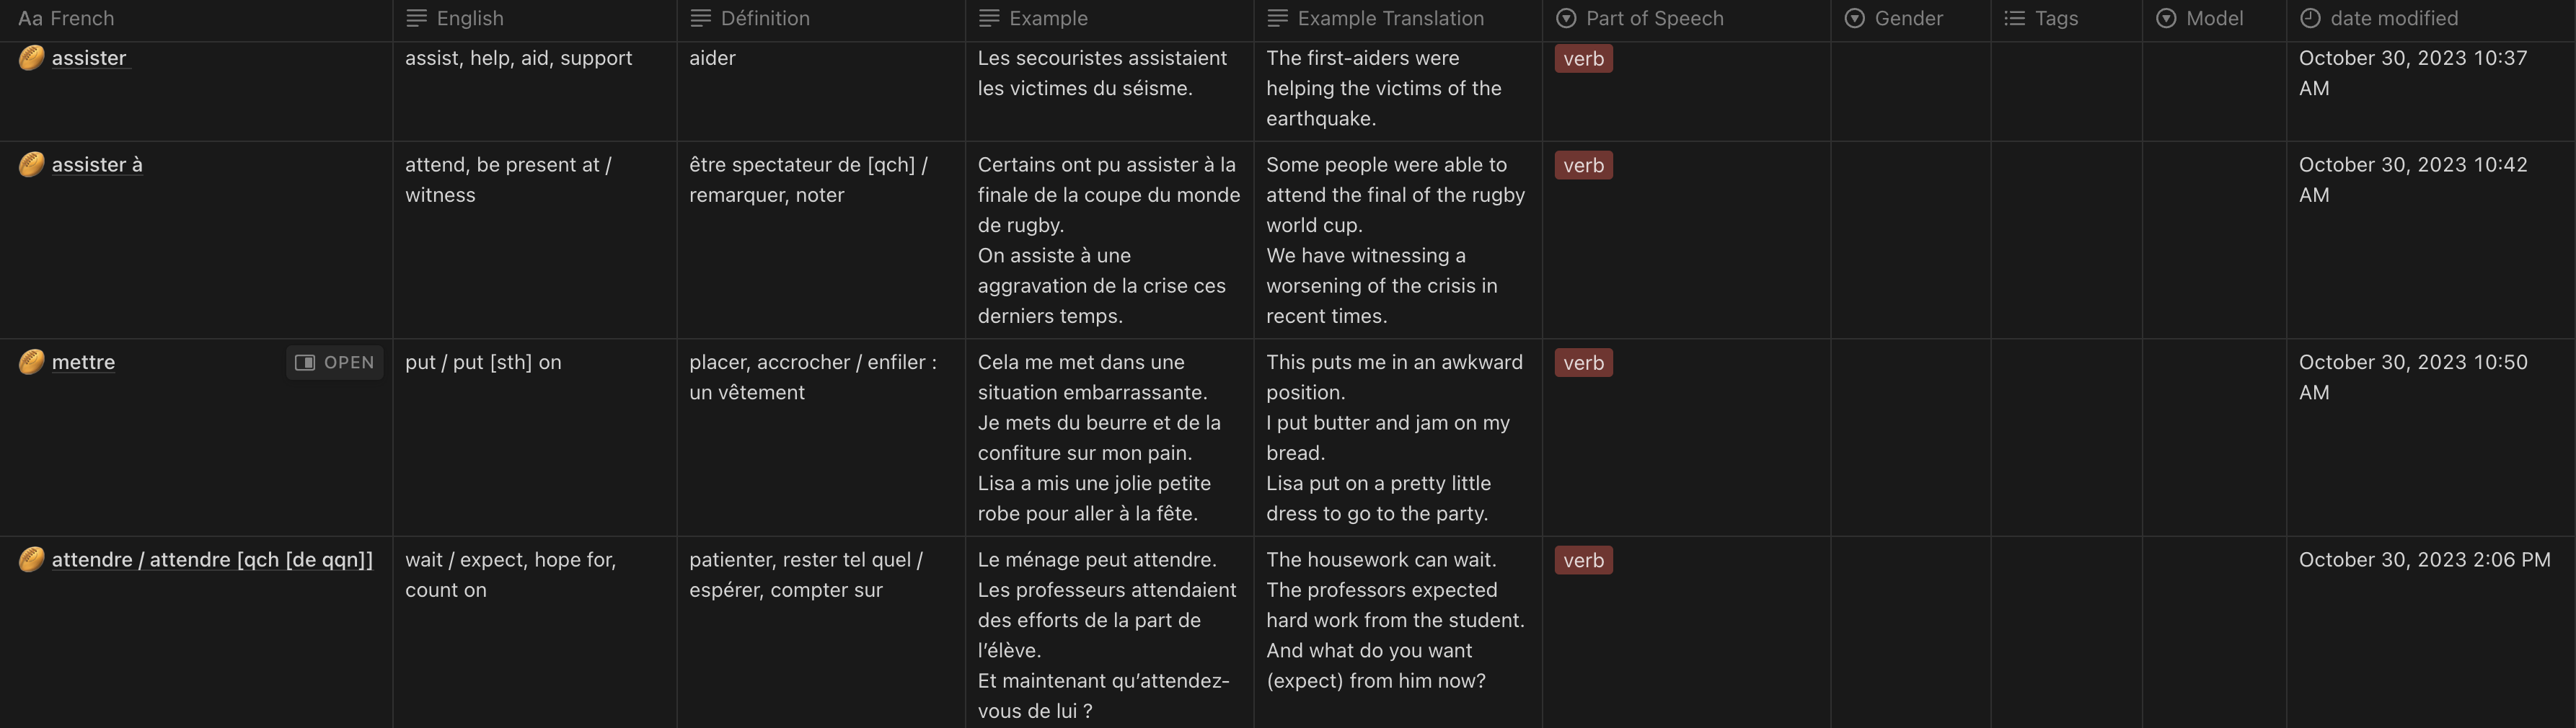 Aa French
English
Définition
Example
Example Translation
Part of Speech
Gender
Tags
Model
date modified
assister
assist, help, aid, support
aider
Les secouristes assistaient
les victimes du séisme.
The first-aiders were
helping the victims of the
earthquake.
verb
October 30, 2023 10:37
AM
assister à
attend, be present at /
witness
être spectateur de [qch] /
remarquer, noter
Certains ont pu assister à la
finale de la coupe du monde
de rugby.
On assiste à une
aggravation de la crise ces
derniers temps.
Some people were able to
attend the final of the rugby
world cup.
We have witnessing a
worsening of the crisis in
recent times.
verb
October 30, 2023 10:42
AM
mettre
OPEN
put / put [sth] on
placer, accrocher / enfiler :
un vêtement
Cela me met dans une
situation embarrassante.
Je mets du beurre et de la
confiture sur mon pain.
Lisa a mis une jolie petite
robe pour aller à la fête.
This puts me in an awkward
position.
I put butter and jam on my
bread.
Lisa put on a pretty little
dress to go to the party.
verb
October 30, 2023 10:50
AM
attendre / attendre [qch [de qqn]]
wait / expect, hope for,
count on
patienter, rester tel quel /
espérer, compter sur
Le ménage peut attendre.
Les professeurs attendaient
des efforts de la part de
l’élève.
Et maintenant qu’attendez-
vous de lui ?
The housework can wait.
The professors expected
hard work from the student.
And what do you want
(expect) from him now?
verb
October 30, 2023 2:06 PM